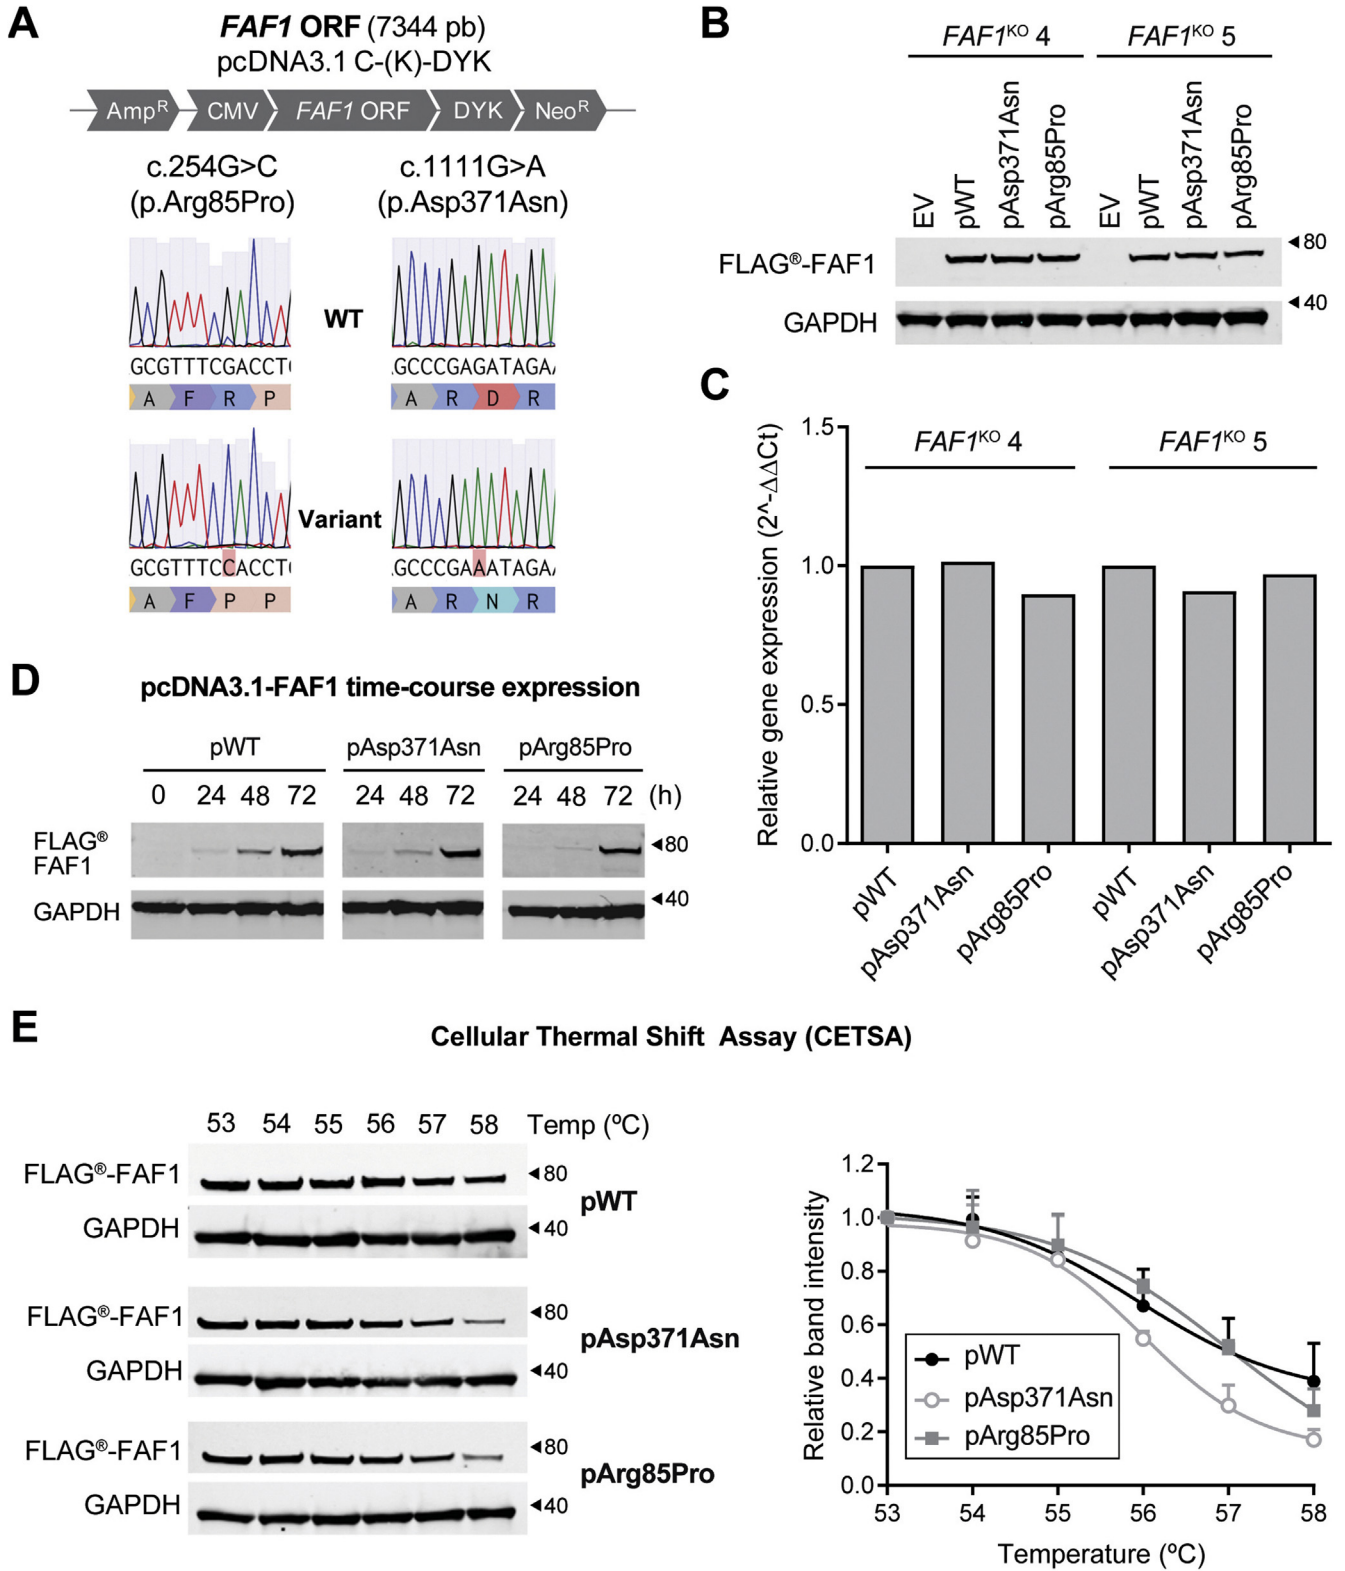 A
FAF1 ORF (7344 pb)
pcDNA3.1 C-(K)-DYK
AmpR CMV FAF1 ORF DYK NeoR
c.254G>C
(p.Arg85Pro)
c.1111G>A
(p.Asp371Asn)
WT
GCGTTTCGACCT
A F R P
GCCCGAGATAGA
A R D R
Variant
GCGTTTCCACCT
A F P P
GCCCGAAATAGA
A R N R
B
FAF1KO 4 FAF1KO 5
EV pWT pAsp371Asn pArg85Pro EV pWT pAsp371Asn pArg85Pro
FLAG®-FAF1
80
GAPDH
40
C
Relative gene expression (2^-ΔΔCt)
FAF1KO 4 FAF1KO 5
1.5
1.0
0.5
0.0
pWT pAsp371Asn pArg85Pro pWT pAsp371Asn pArg85Pro
D
pcDNA3.1-FAF1 time-course expression
pWT pAsp371Asn pArg85Pro
0 24 48 72 24 48 72 24 48 72 (h)
FLAG®
FAF1
80
GAPDH
40
E
Cellular Thermal Shift Assay (CETSA)
53 54 55 56 57 58 Temp (ºC)
FLAG®-FAF1
80
pWT
GAPDH
40
FLAG®-FAF1
80
pAsp371Asn
GAPDH
40
FLAG®-FAF1
80
pArg85Pro
GAPDH
40
Relative band intensity
1.2
1.0
0.8
0.6
0.4
0.2
0.0
pWT
pAsp371Asn
pArg85Pro
53 54 55 56 57 58
Temperature (ºC)